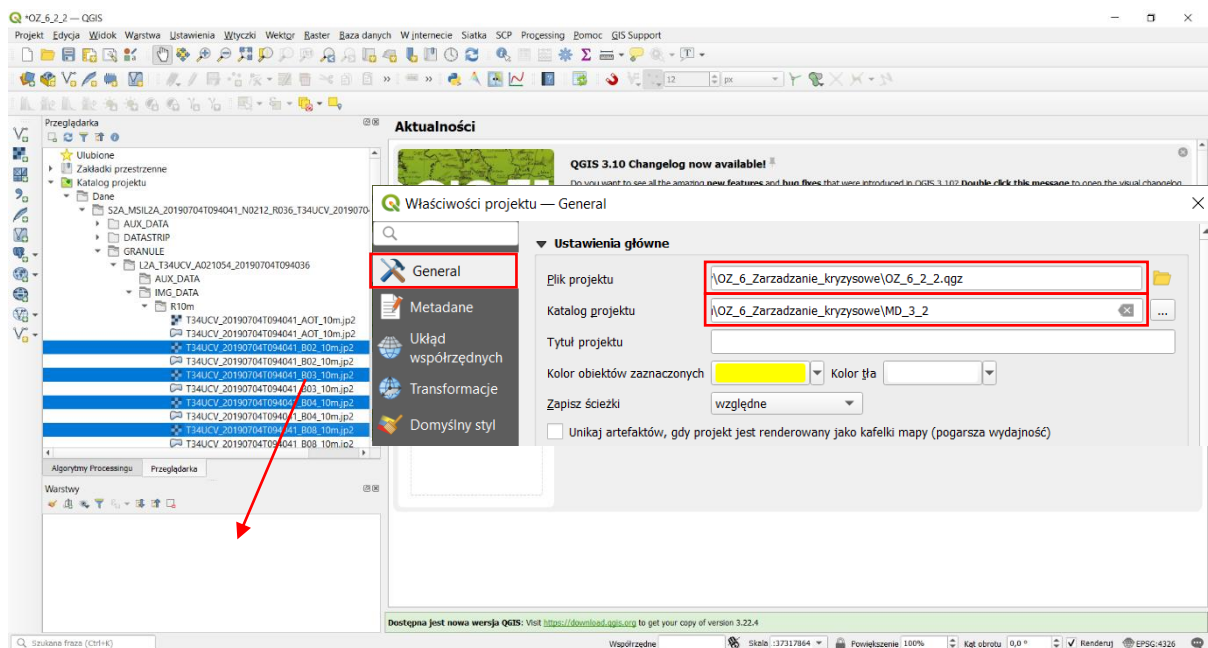 *OZ_6_2_2 — QGIS
Projekt Edycja Widok Warstwa Ustawienia Wtyczki Wektor Raster Baza danych W internecie Siatka SCP Processing Pomoc GIS Support
12 px
Przeglądarka
Ulubione
Zakładki przestrzenne
Katalog projektu
Dane
S2A_MSIL2A_20190704T094041_N0212_R036_T34UCV_2019070
AUX_DATA
DATASTRIP
GRANULE
L2A_T34UCV_A021054_20190704T094036
AUX_DATA
IMG_DATA
R10m
T34UCV_20190704T094041_AOT_10m.jp2
T34UCV_20190704T094041_AOT_10m.jp2
T34UCV_20190704T094041_B02_10m.jp2
T34UCV_20190704T094041_B02_10m.jp2
T34UCV_20190704T094041_B03_10m.jp2
T34UCV_20190704T094041_B03_10m.jp2
T34UCV_20190704T094041_B04_10m.jp2
T34UCV_20190704T094041_B04_10m.jp2
T34UCV_20190704T094041_B08_10m.jp2
T34UCV_20190704T094041_B08_10m.jp2
Algorytmy Processingu Przeglądarka
Warstwy
Aktualności
QGIS 3.10 Changelog now available!
Do you want to see all the amazing new features and bug fixes that were introduced in QGIS 3.10? Double click this message to open the visual changelog
Właściwości projektu — General
General
Metadane
Układ
współrzędnych
Transformacje
Domyślny styl
Ustawienia główne
Plik projektu \OZ_6_Zarzadzanie_kryzysowe\OZ_6_2_2.qgz
Katalog projektu \OZ_6_Zarzadzanie_kryzysowe\MD_3_2 ...
Tytuł projektu
Kolor obiektów zaznaczonych Kolor tła
Zapisz ścieżki względne
Unikaj artefaktów, gdy projekt jest renderowany jako kafelki mapy (pogarsza wydajność)
Dostępna jest nowa wersja QGIS: Visit https://download.qgis.org to get your copy of version 3.22.4
Szukana fraza (Ctrl+K) Współrzędne Skala :37317864 Powiększenie 100% Kąt obrotu 0,0 ° Renderuj EPSG:4326